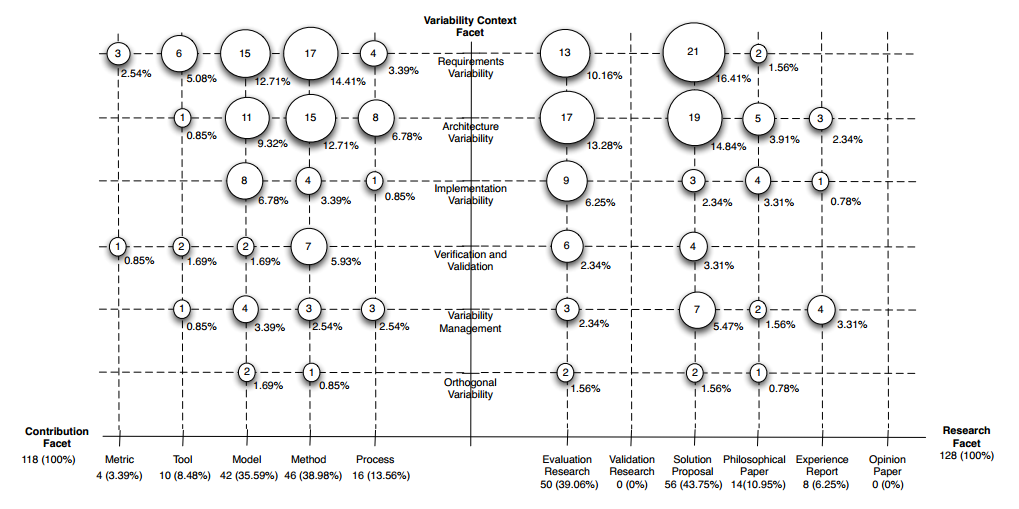 Variability Context
Facet
3 6 15 17 4 13 21 2
2.54% 5.08% 12.71% 14.41% 3.39% 10.16% 16.41% 1.56%
Requirements
Variability
1 11 15 8 17 19 5 3
0.85% 9.32% 12.71% 6.78% 13.28% 14.84% 3.91% 2.34%
Architecture
Variability
8 4 1 9 3 4 1
6.78% 3.39% 0.85% 6.25% 2.34% 3.31% 0.78%
Implementation
Variability
1 2 2 7 6 4
0.85% 1.69% 1.69% 5.93% 2.34% 3.31%
Verification and
Validation
1 4 3 3 3 7 2 4
0.85% 3.39% 2.54% 2.54% 2.34% 5.47% 1.56% 3.31%
Variability
Management
2 1 2 2 1
1.69% 0.85% 1.56% 1.56% 0.78%
Orthogonal
Variability
Contribution
Facet
118 (100%)
Metric
4 (3.39%)
Tool
10 (8.48%)
Model
42 (35.59%)
Method
46 (38.98%)
Process
16 (13.56%)
Evaluation
Research
50 (39.06%)
Validation
Research
0 (0%)
Solution
Proposal
56 (43.75%)
Philosophical
Paper
14(10.95%)
Experience
Report
8 (6.25%)
Opinion
Paper
0 (0%)
Research
Facet
128 (100%)